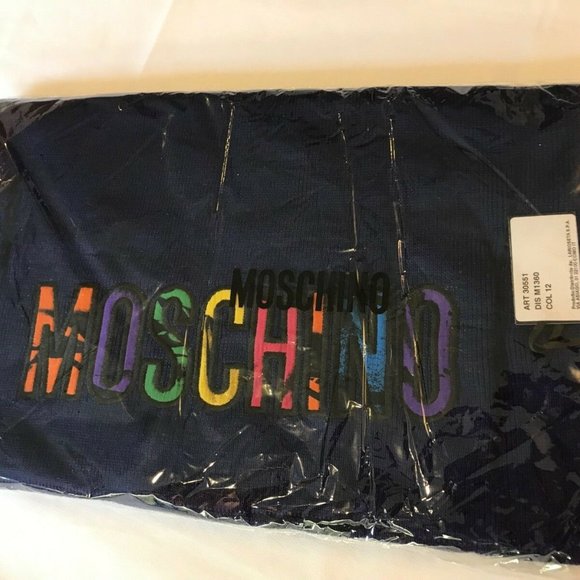 MOSCHINO
MOSCHINO
ART 30551
DIS M1360
COL 12